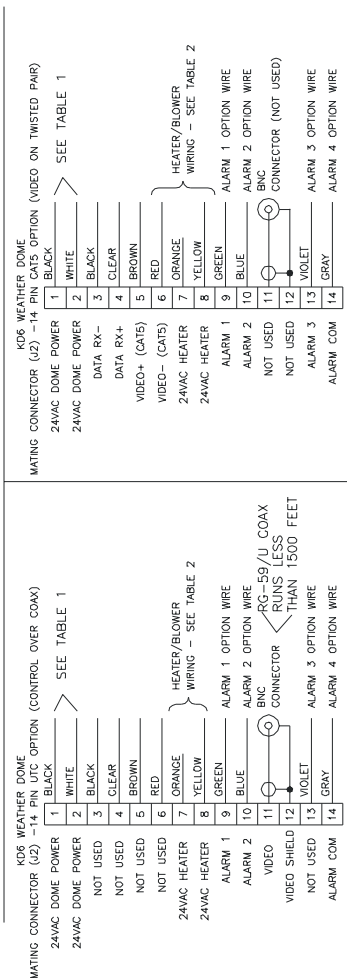 KD6 WEATHER DOME
MATING CONNECTOR (J2) -14 PIN UTC OPTION (CONTROL OVER COAX)
24VAC DOME POWER 1 BLACK
24VAC DOME POWER 2 WHITE
SEE TABLE 1
NOT USED 3 BLACK
NOT USED 4 CLEAR
NOT USED 5 BROWN
NOT USED 6 RED
24VAC HEATER 7 ORANGE
24VAC HEATER 8 YELLOW
HEATER/BLOWER
WIRING - SEE TABLE 2
ALARM 1 9 GREEN ALARM 1 OPTION WIRE
ALARM 2 10 BLUE ALARM 2 OPTION WIRE
VIDEO 11
VIDEO SHIELD 12
BNC
CONNECTOR
RG-59/U COAX
RUNS LESS
THAN 1500 FEET
NOT USED 13 VIOLET ALARM 3 OPTION WIRE
ALARM COM 14 GRAY ALARM 4 OPTION WIRE
KD6 WEATHER DOME
MATING CONNECTOR (J2) -14 PIN CAT5 OPTION (VIDEO ON TWISTED PAIR)
24VAC DOME POWER 1 BLACK
24VAC DOME POWER 2 WHITE
SEE TABLE 1
DATA RX- 3 BLACK
DATA RX+ 4 CLEAR
VIDEO+ (CAT5) 5 BROWN
VIDEO- (CAT5) 6 RED
24VAC HEATER 7 ORANGE
24VAC HEATER 8 YELLOW
HEATER/BLOWER
WIRING - SEE TABLE 2
ALARM 1 9 GREEN ALARM 1 OPTION WIRE
ALARM 2 10 BLUE ALARM 2 OPTION WIRE
NOT USED 11
NOT USED 12
BNC
CONNECTOR (NOT USED)
ALARM 3 13 VIOLET ALARM 3 OPTION WIRE
ALARM COM 14 GRAY ALARM 4 OPTION WIRE